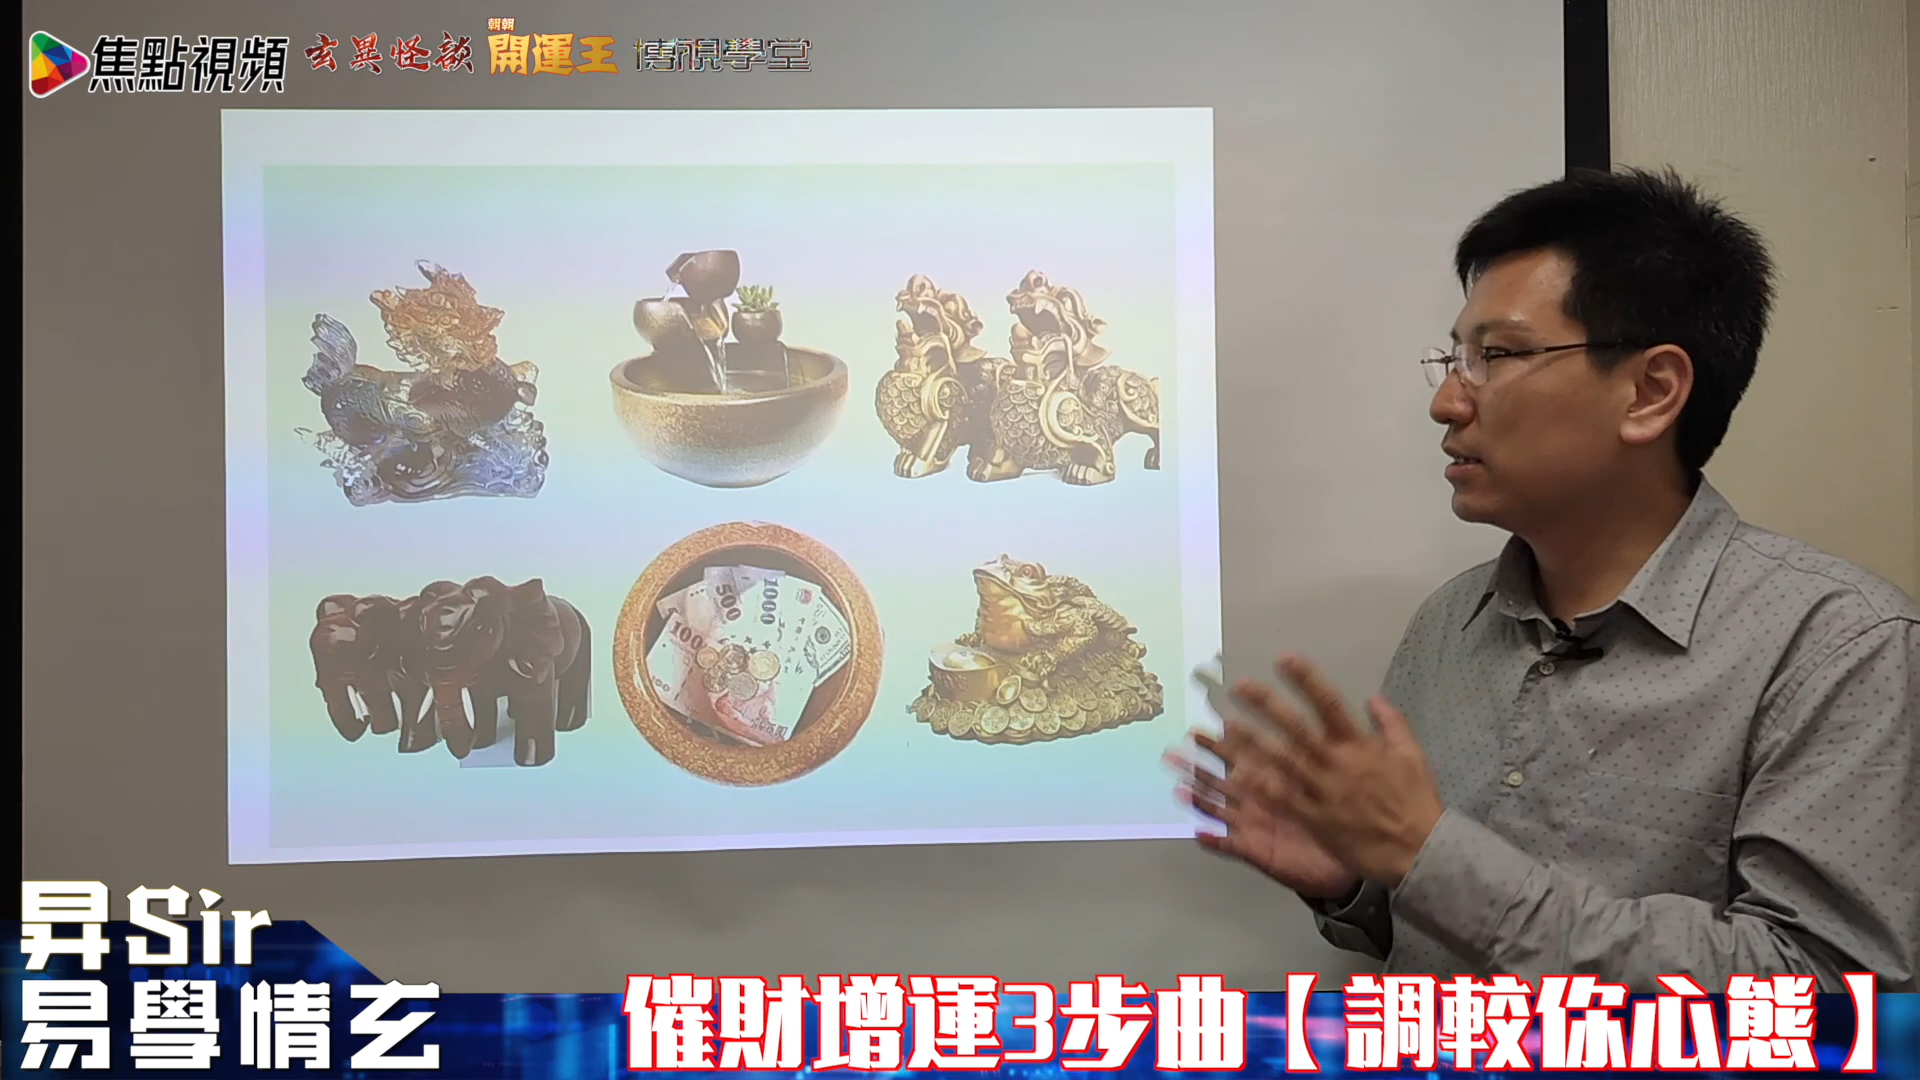 焦點視頻
玄異怪談
朝朝
開運王
博視學堂
500
1000
100
昇Sir
易學情玄
催財增運3步曲【調較你心態】